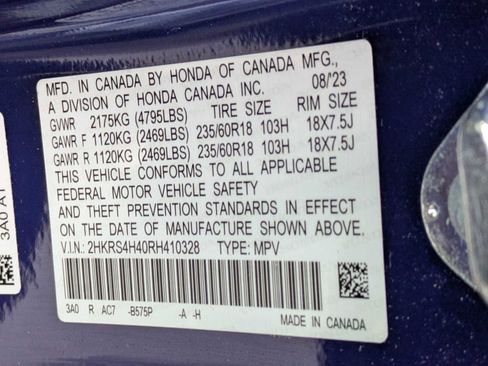 MFD. IN CANADA BY HONDA OF CANADA MFG.,
A DIVISION OF HONDA CANADA INC. 08/'23
GVWR 2175KG (4795LBS) TIRE SIZE RIM SIZE
GAWR F 1120KG (2469LBS) 235/60R18 103H 18X7.5J
GAWR R 1120KG (2469LBS) 235/60R18 103H 18X7.5J
THIS VEHICLE CONFORMS TO ALL APPLICABLE
FEDERAL MOTOR VEHICLE SAFETY
AND THEFT PREVENTION STANDARDS IN EFFECT
ON THE DATE OF MANUFACTURE SHOWN ABOVE.
V.I.N.: 2HKRS4H40RH410328 TYPE: MPV
3A0 R AC7 -B575P -A -H
MADE IN CANADA
3A0 A1